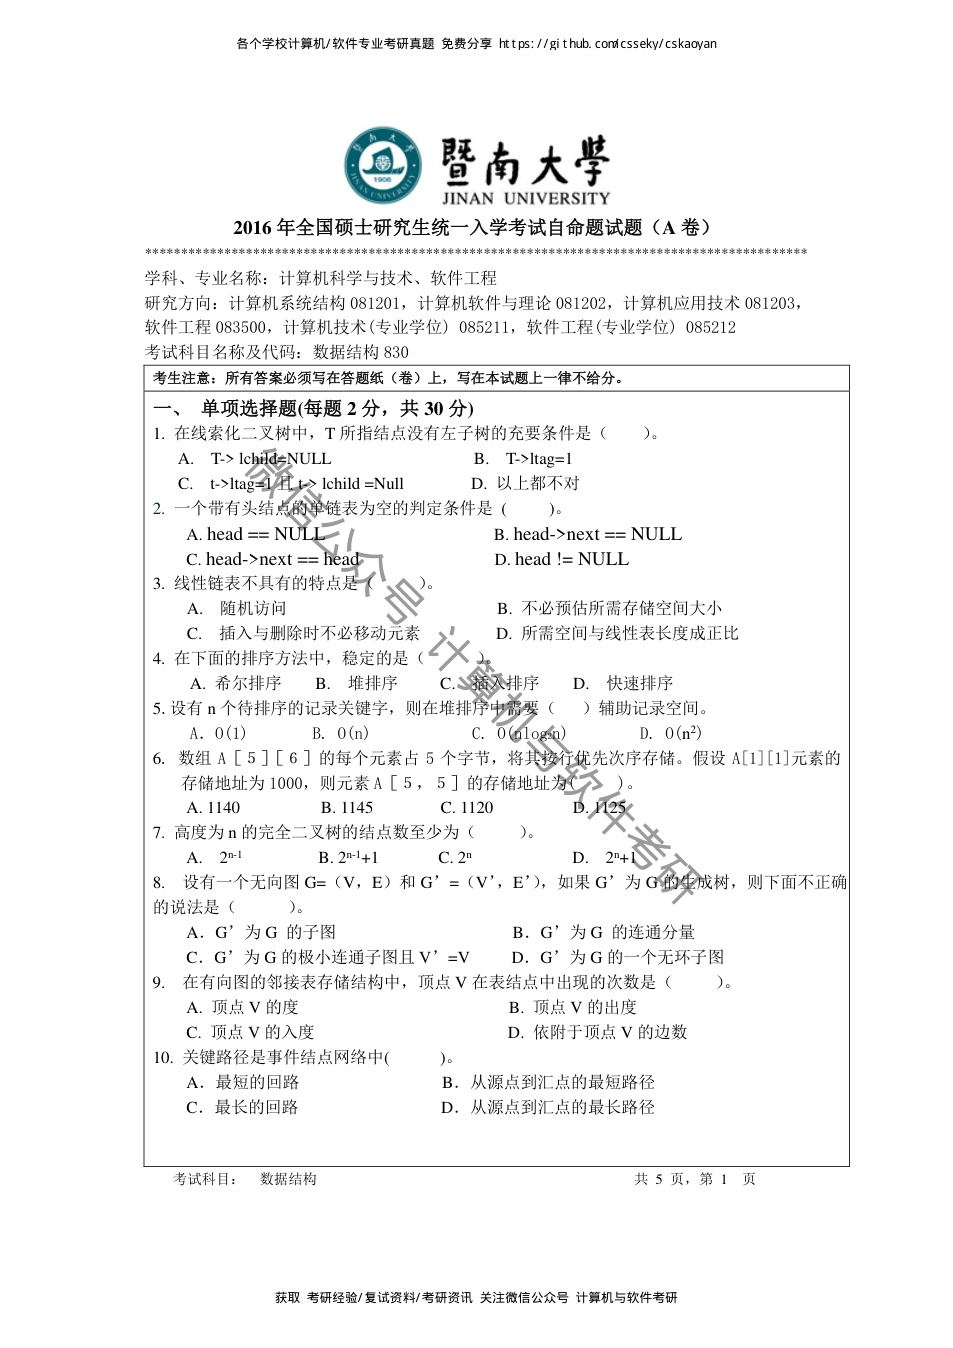 各个学校计算机/软件专业考研真题 免费分享 https://github.com/csseky/cskaoyan
暨南大学
暨南大学
1906
JINAN UNIVERSITY
JINAN UNIVERSITY
2016 年全国硕士研究生统一入学考试自命题试题（A 卷）
********************************************************************************************
学科、专业名称：计算机科学与技术、软件工程
研究方向：计算机系统结构 081201，计算机软件与理论 081202，计算机应用技术 081203，
软件工程 083500，计算机技术(专业学位) 085211，软件工程(专业学位) 085212
考试科目名称及代码：数据结构 830
考生注意：所有答案必须写在答题纸（卷）上，写在本试题上一律不给分。
一、 单项选择题(每题 2 分，共 30 分)
1. 在线索化二叉树中，T 所指结点没有左子树的充要条件是（ ）。
A. T-> lchild=NULL B. T->ltag=1
C. t->ltag=1 且 t-> lchild =Null D. 以上都不对
2. 一个带有头结点的单链表为空的判定条件是 ( )。
A. head == NULL B. head->next == NULL
C. head->next == head D. head != NULL
3. 线性链表不具有的特点是（ ）。
A. 随机访问 B. 不必预估所需存储空间大小
C. 插入与删除时不必移动元素 D. 所需空间与线性表长度成正比
4. 在下面的排序方法中，稳定的是（ ）。
A. 希尔排序 B. 堆排序 C. 插入排序 D. 快速排序
5. 设有 n 个待排序的记录关键字，则在堆排序中需要（ ）辅助记录空间。
A. O(1) B. O(n) C. O(nlog₂n) D. O(n²)
6. 数组 A［5］［6］的每个元素占 5 个字节，将其按行优先次序存储。假设 A[1][1]元素的
存储地址为 1000，则元素 A［5，5］的存储地址为( )。
A. 1140 B. 1145 C. 1120 D. 1125
7. 高度为 n 的完全二叉树的结点数至少为（ ）。
A. 2ⁿ⁻¹ B. 2ⁿ⁻¹+1 C. 2ⁿ D. 2ⁿ+1
8. 设有一个无向图 G=（V，E）和 G’=（V’，E’），如果 G’为 G 的生成树，则下面不正确
的说法是（ ）。
A．G’为 G 的子图 B．G’为 G 的连通分量
C．G’为 G 的极小连通子图且 V’=V D．G’为 G 的一个无环子图
9. 在有向图的邻接表存储结构中，顶点 V 在表结点中出现的次数是（ ）。
A. 顶点 V 的度 B. 顶点 V 的出度
C. 顶点 V 的入度 D. 依附于顶点 V 的边数
10. 关键路径是事件结点网络中( )。
A．最短的回路 B．从源点到汇点的最短路径
C．最长的回路 D．从源点到汇点的最长路径
微信公众号 计算机与软件考研
考试科目： 数据结构 共 5 页，第 1 页
获取 考研经验/复试资料/考研资讯 关注微信公众号 计算机与软件考研